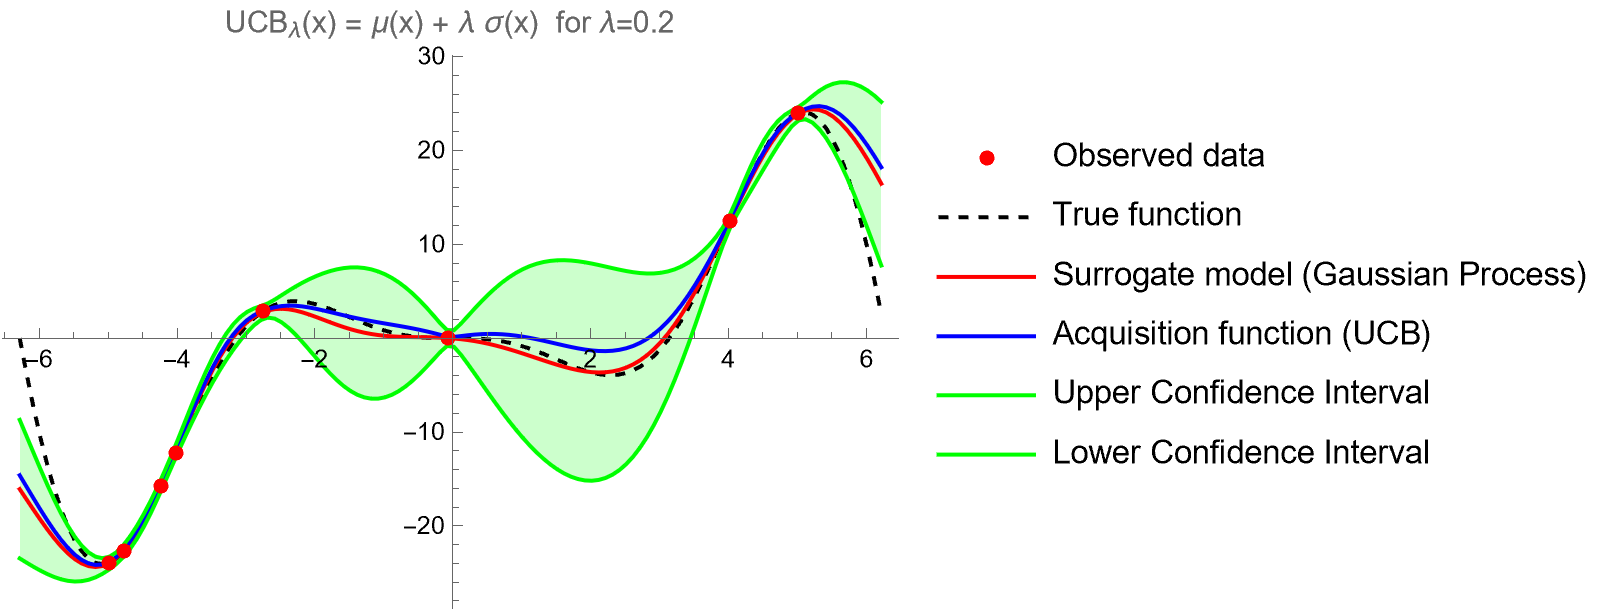 UCBλ(x) = μ(x) + λ σ(x)  for λ=0.2
30
20
10
−6 −4 −2 2 4 6
−10
−20
Observed data
True function
Surrogate model (Gaussian Process)
Acquisition function (UCB)
Upper Confidence Interval
Lower Confidence Interval